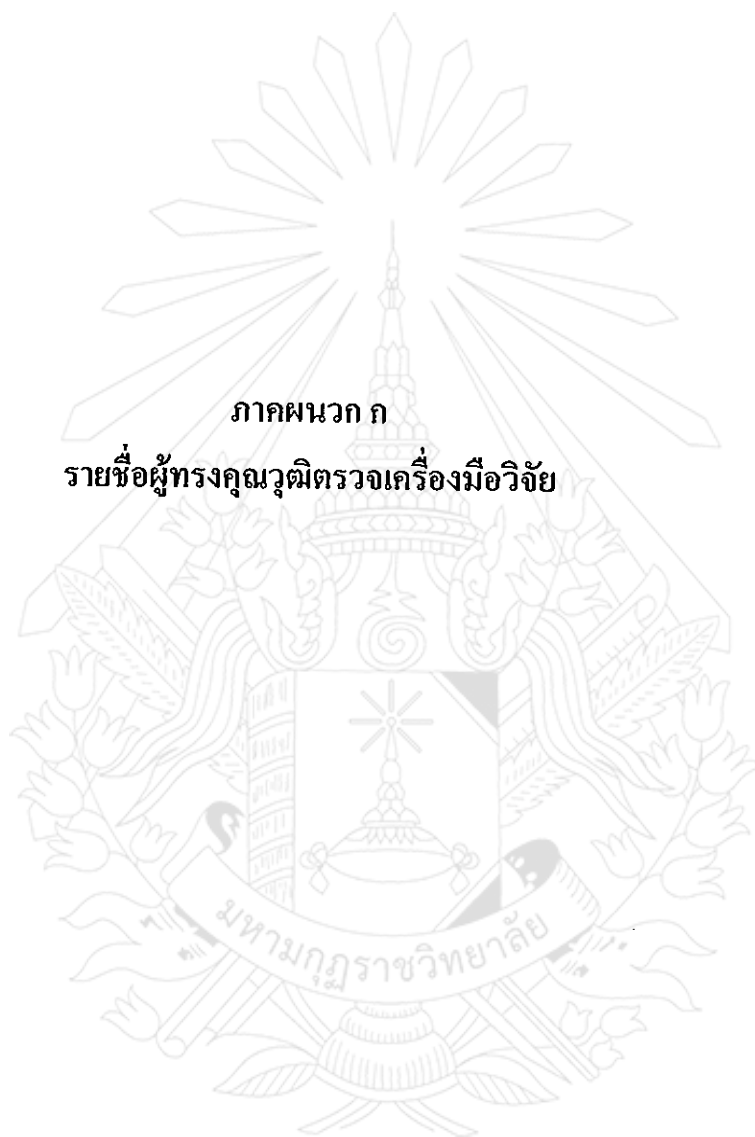 ภาคผนวก ก
รายชื่อผู้ทรงคุณวุฒิตรวจเครื่องมือวิจัย
มหามกุฏราชวิทยาลัย